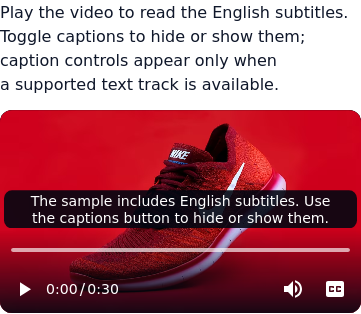 Play the video to read the English subtitles.
Toggle captions to hide or show them;
caption controls appear only when
a supported text track is available.
NIKE
The sample includes English subtitles. Use
the captions button to hide or show them.
0:00/0:30
CC